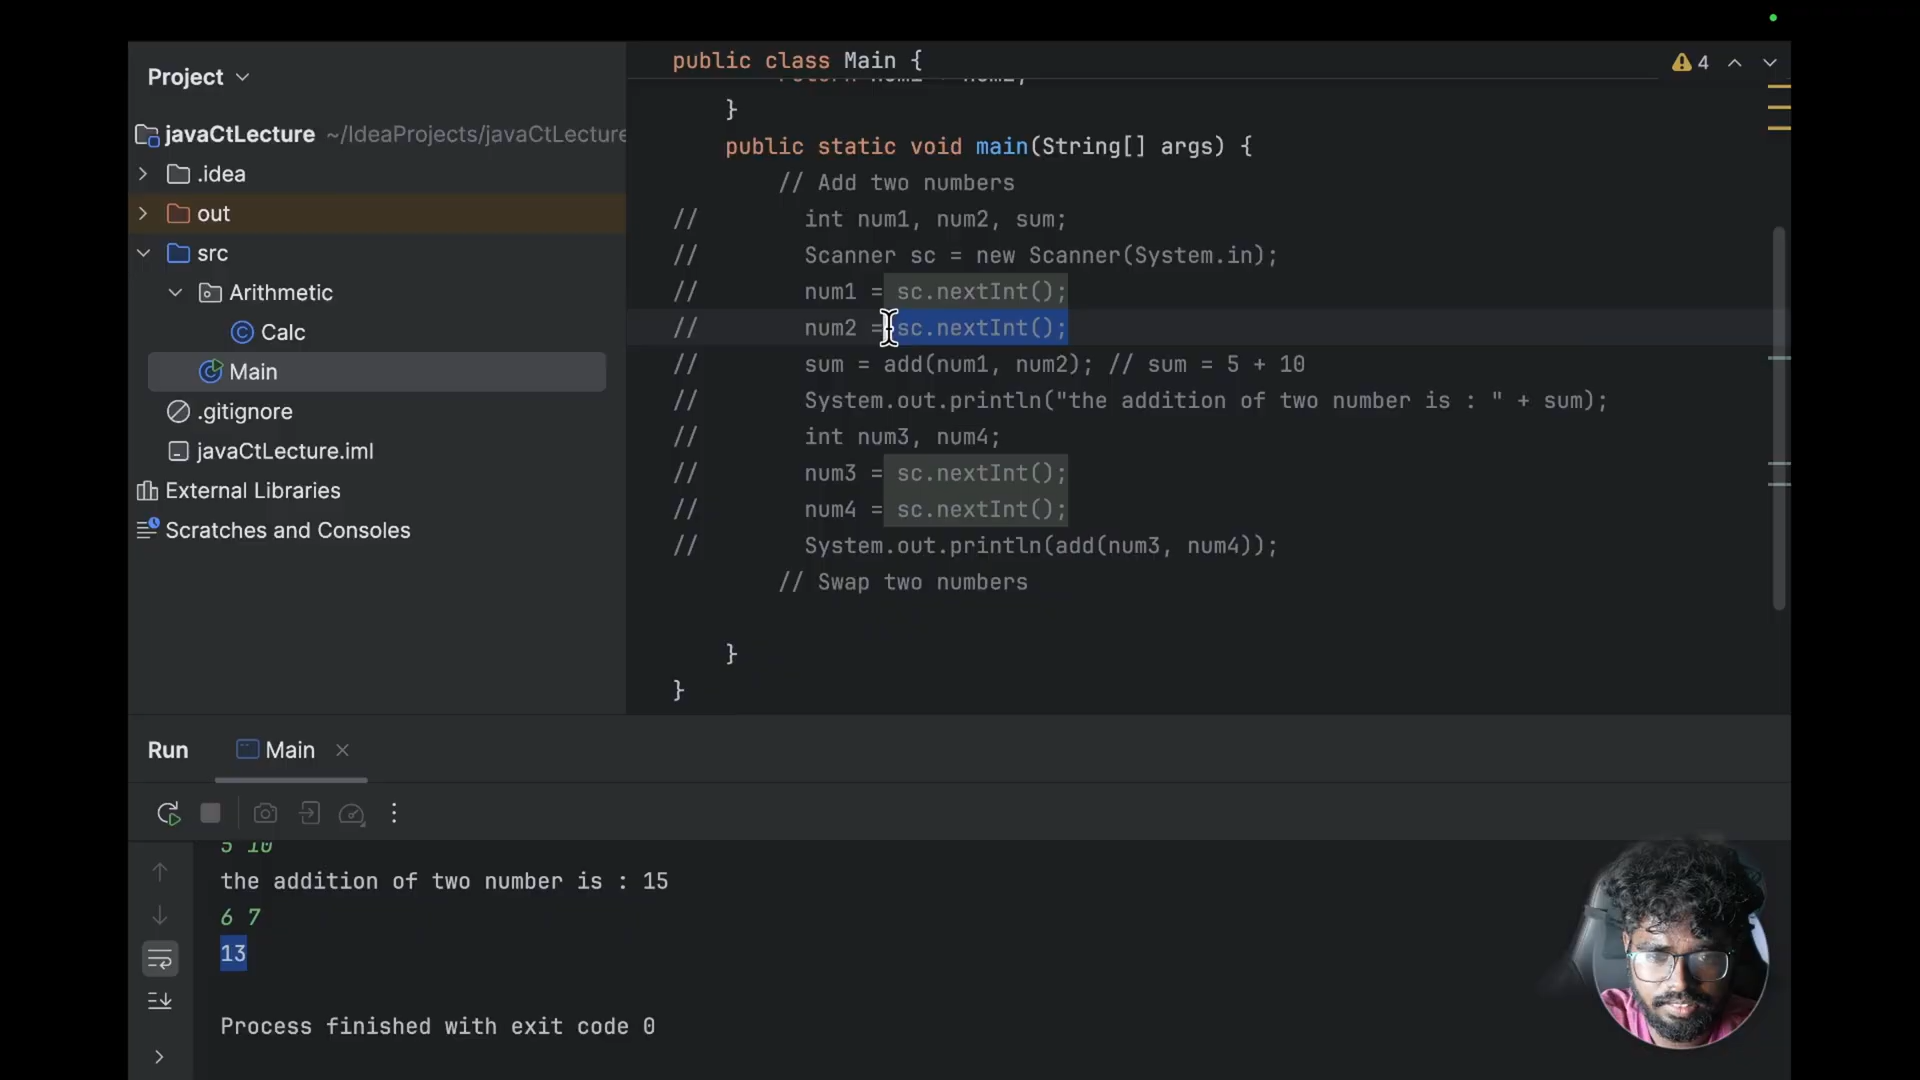 Project
javaCtLecture ~/IdeaProjects/javaCtLecture
.idea
out
src
Arithmetic
Calc
Main
.gitignore
javaCtLecture.iml
External Libraries
Scratches and Consoles
public class Main {
4
}
public static void main(String[] args) {
// Add two numbers
// int num1, num2, sum;
// Scanner sc = new Scanner(System.in);
// num1 = sc.nextInt();
// num2 = sc.nextInt();
// sum = add(num1, num2); // sum = 5 + 10
// System.out.println("the addition of two number is : " + sum);
// int num3, num4;
// num3 = sc.nextInt();
// num4 = sc.nextInt();
// System.out.println(add(num3, num4));
// Swap two numbers
}
}
Run Main
5 10
the addition of two number is : 15
6 7
13
Process finished with exit code 0